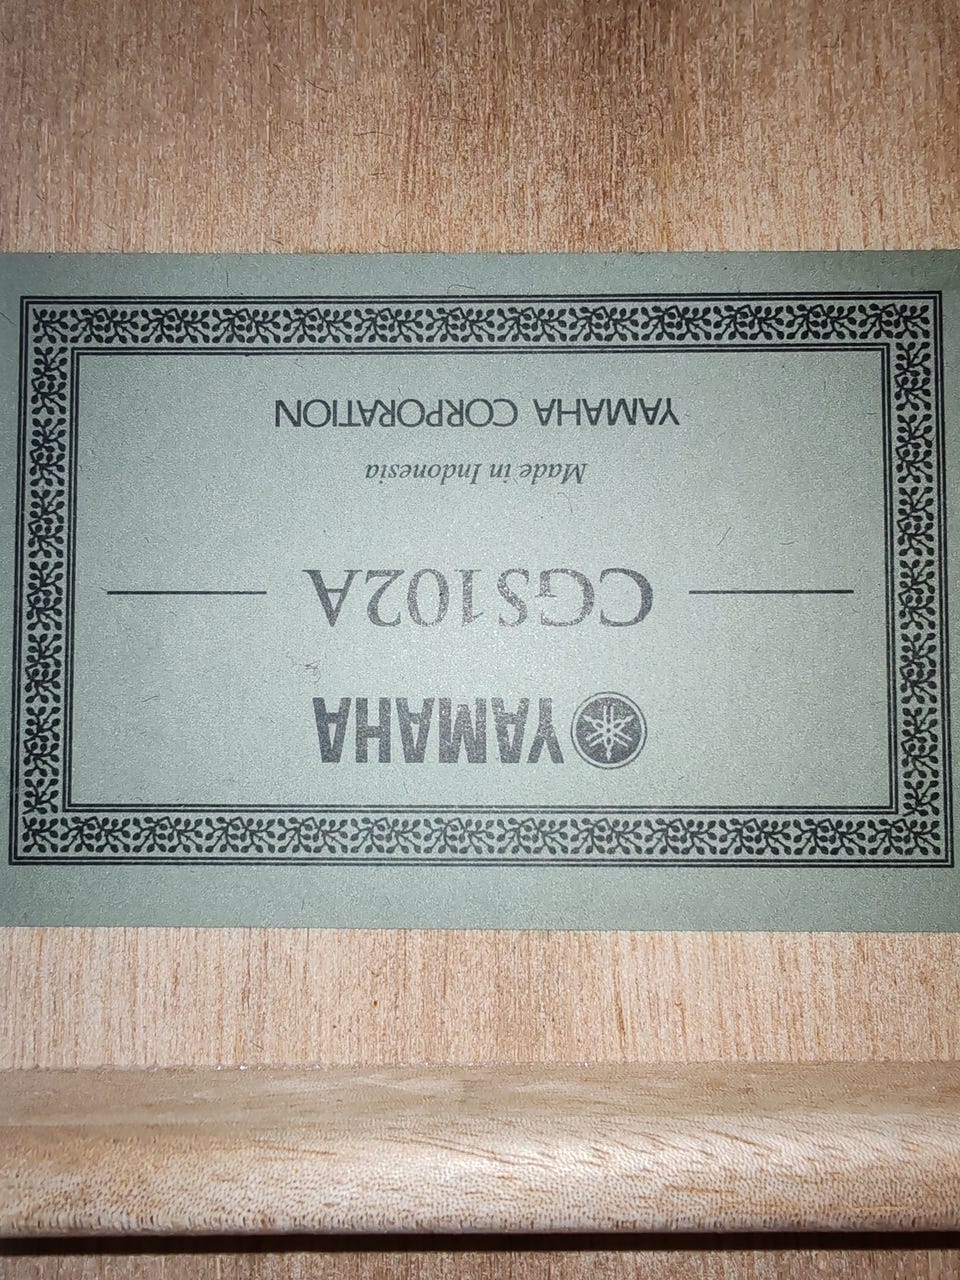 YAMAHA
CGS102A
Made in Indonesia
YAMAHA CORPORATION